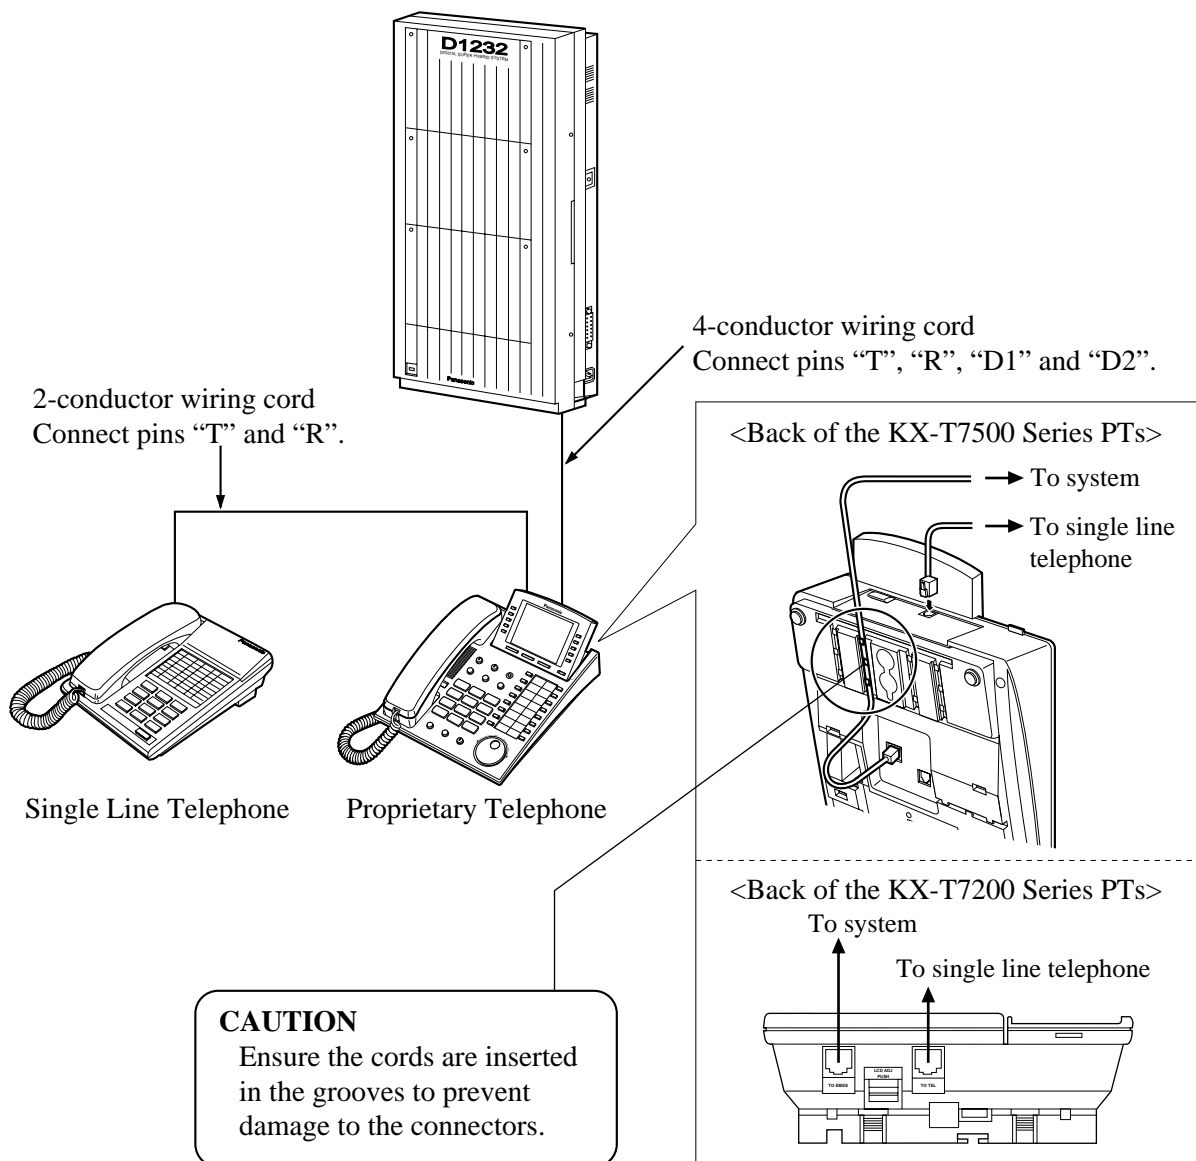 D1232
DIGITAL SUPER HYBRID SYSTEM
Panasonic
4-conductor wiring cord
Connect pins “T”, “R”, “D1” and “D2”.
2-conductor wiring cord
Connect pins “T” and “R”.
<Back of the KX-T7500 Series PTs>
To system
To single line
telephone
Panasonic
Panasonic
Single Line Telephone
Proprietary Telephone
<Back of the KX-T7200 Series PTs>
To system
To single line telephone
CAUTION
Ensure the cords are inserted
in the grooves to prevent
damage to the connectors.
TO EMSS
LCD ADJ
PUSH
TO TEL